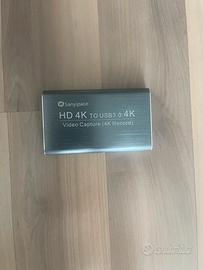 Sanyipace
HD 4K TO USB3.0 4K
Video Capture (4K Record)